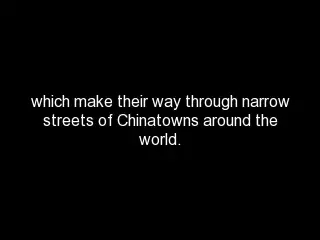 which make their way through narrow
streets of Chinatowns around the
world.